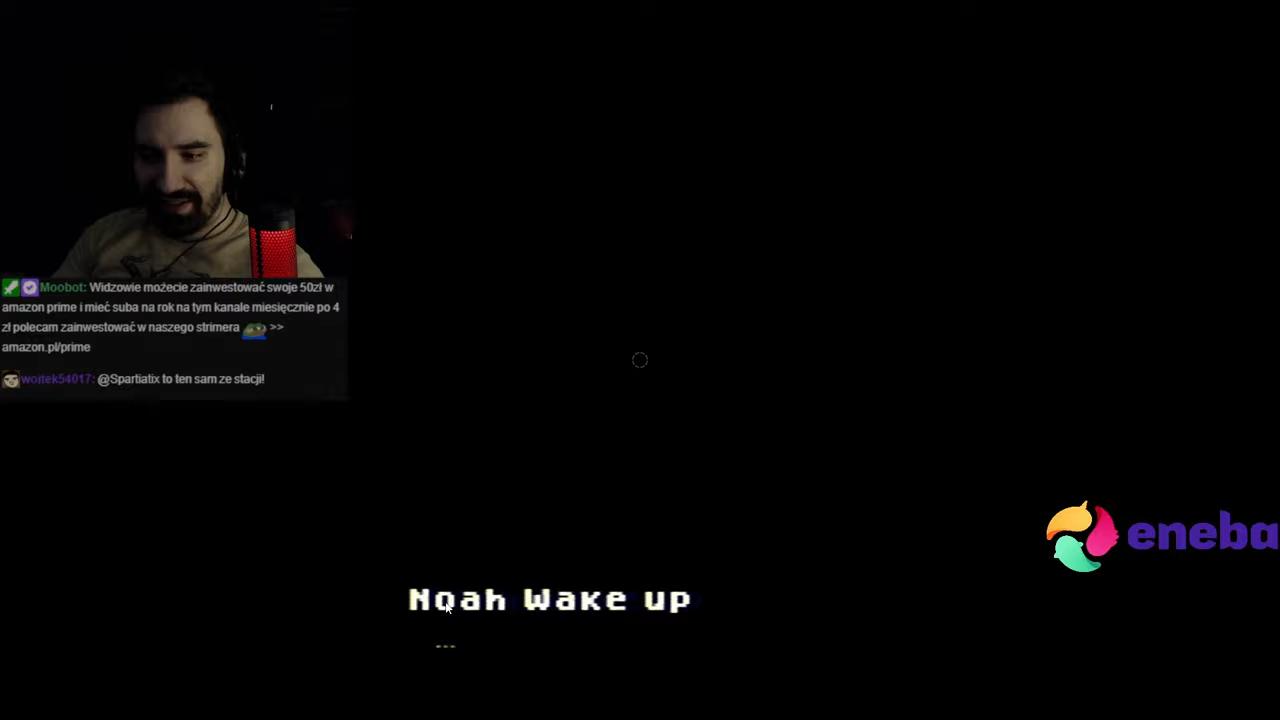 Moobot: Widzowie możecie zainwestować swoje 50zł w
amazon prime i mieć suba na rok na tym kanale miesięcznie po 4
zł polecam zainwestować w naszego strimera >>
amazon.pl/prime
wojtek54017: @Spartiatix to ten sam ze stacji!
eneba
Noah Wake up
---